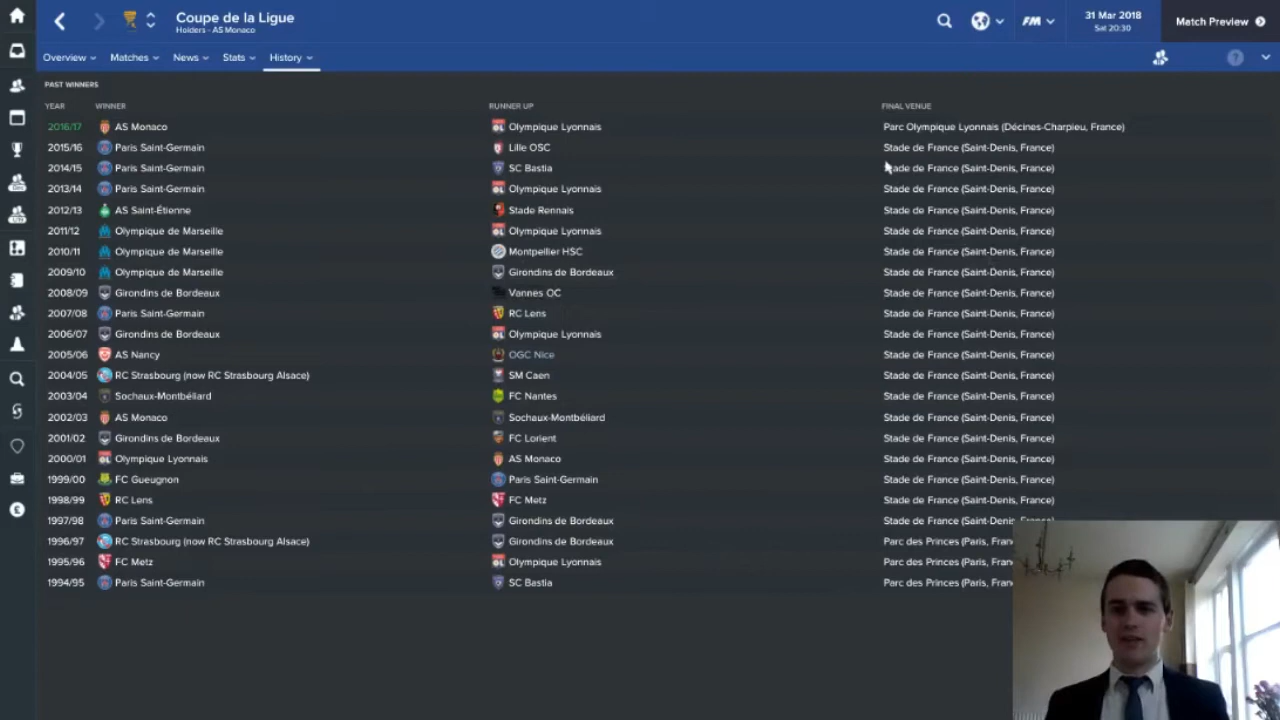 Coupe de la Ligue
Holders - AS Monaco
FM
31 Mar 2018
Sat 20:30
Match Preview
Overview Matches News Stats History
PAST WINNERS
YEAR WINNER RUNNER UP FINAL VENUE
2016/17 AS Monaco Olympique Lyonnais Parc Olympique Lyonnais (Décines-Charpieu, France)
2015/16 Paris Saint-Germain Lille OSC Stade de France (Saint-Denis, France)
2014/15 Paris Saint-Germain SC Bastia Stade de France (Saint-Denis, France)
2013/14 Paris Saint-Germain Olympique Lyonnais Stade de France (Saint-Denis, France)
2012/13 AS Saint-Étienne Stade Rennais Stade de France (Saint-Denis, France)
2011/12 Olympique de Marseille Olympique Lyonnais Stade de France (Saint-Denis, France)
2010/11 Olympique de Marseille Montpellier HSC Stade de France (Saint-Denis, France)
2009/10 Olympique de Marseille Girondins de Bordeaux Stade de France (Saint-Denis, France)
2008/09 Girondins de Bordeaux Vannes OC Stade de France (Saint-Denis, France)
2007/08 Paris Saint-Germain RC Lens Stade de France (Saint-Denis, France)
2006/07 Girondins de Bordeaux Olympique Lyonnais Stade de France (Saint-Denis, France)
2005/06 AS Nancy OGC Nice Stade de France (Saint-Denis, France)
2004/05 RC Strasbourg (now RC Strasbourg Alsace) SM Caen Stade de France (Saint-Denis, France)
2003/04 Sochaux-Montbéliard FC Nantes Stade de France (Saint-Denis, France)
2002/03 AS Monaco Sochaux-Montbéliard Stade de France (Saint-Denis, France)
2001/02 Girondins de Bordeaux FC Lorient Stade de France (Saint-Denis, France)
2000/01 Olympique Lyonnais AS Monaco Stade de France (Saint-Denis, France)
1999/00 FC Gueugnon Paris Saint-Germain Stade de France (Saint-Denis, France)
1998/99 RC Lens FC Metz Stade de France (Saint-Denis, France)
1997/98 Paris Saint-Germain Girondins de Bordeaux Stade de France (Saint-Denis, France)
1996/97 RC Strasbourg (now RC Strasbourg Alsace) Girondins de Bordeaux Parc des Princes (Paris, Fran
1995/96 FC Metz Olympique Lyonnais Parc des Princes (Paris, Fran
1994/95 Paris Saint-Germain SC Bastia Parc des Princes (Paris, Fran